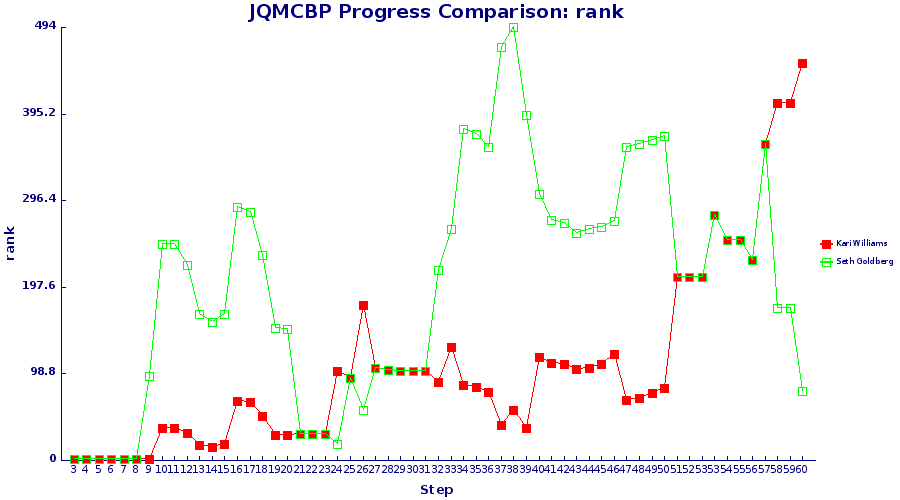 JQMCBP Progress Comparison: rank
494
395.2
296.4
197.6
98.8
0
rank
3 4 5 6 7 8 9 10 11 12 13 14 15 16 17 18 19 20 21 22 23 24 25 26 27 28 29 30 31 32 33 34 35 36 37 38 39 40 41 42 43 44 45 46 47 48 49 50 51 52 53 54 55 56 57 58 59 60
Step
Kari Williams
Seth Goldberg